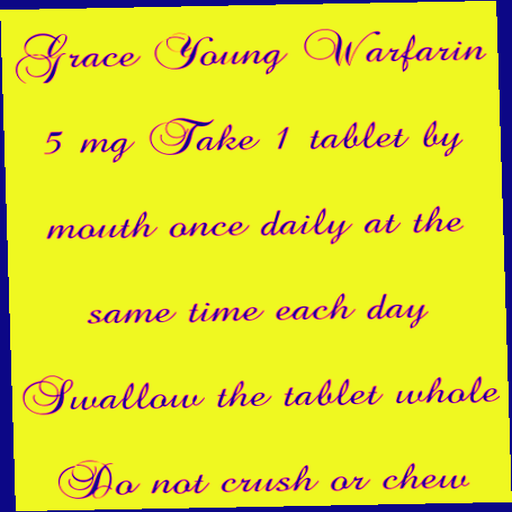 Grace Young Warfarin
5 mg Take 1 tablet by
mouth once daily at the
same time each day
Swallow the tablet whole
Do not crush or chew